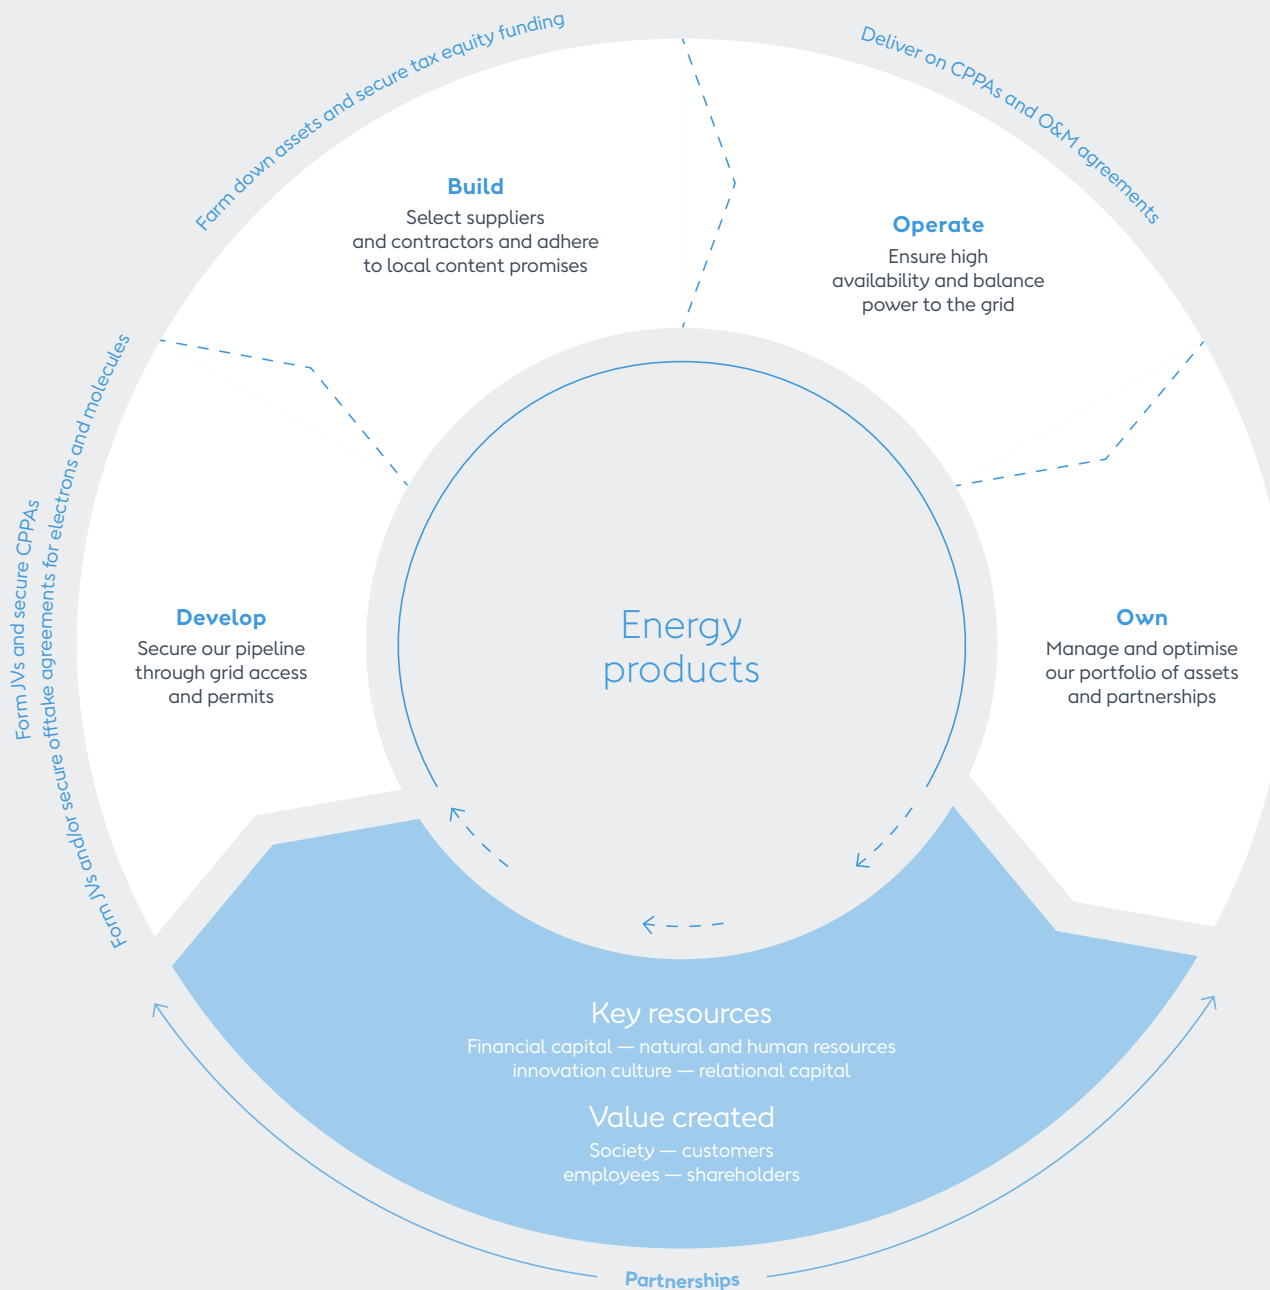 Farm down assets and secure tax equity funding
Deliver on CPPAs and O&M agreements
Build
Select suppliers
and contractors and adhere
to local content promises
Operate
Ensure high
availability and balance
power to the grid
Form JVs and secure CPPAs
Form JVs and/or secure offtake agreements for electrons and molecules
Develop
Secure our pipeline
through grid access
and permits
Energy
products
Own
Manage and optimise
our portfolio of assets
and partnerships
Key resources
Financial capital — natural and human resources
innovation culture — relational capital
Value created
Society — customers
employees — shareholders
Partnerships